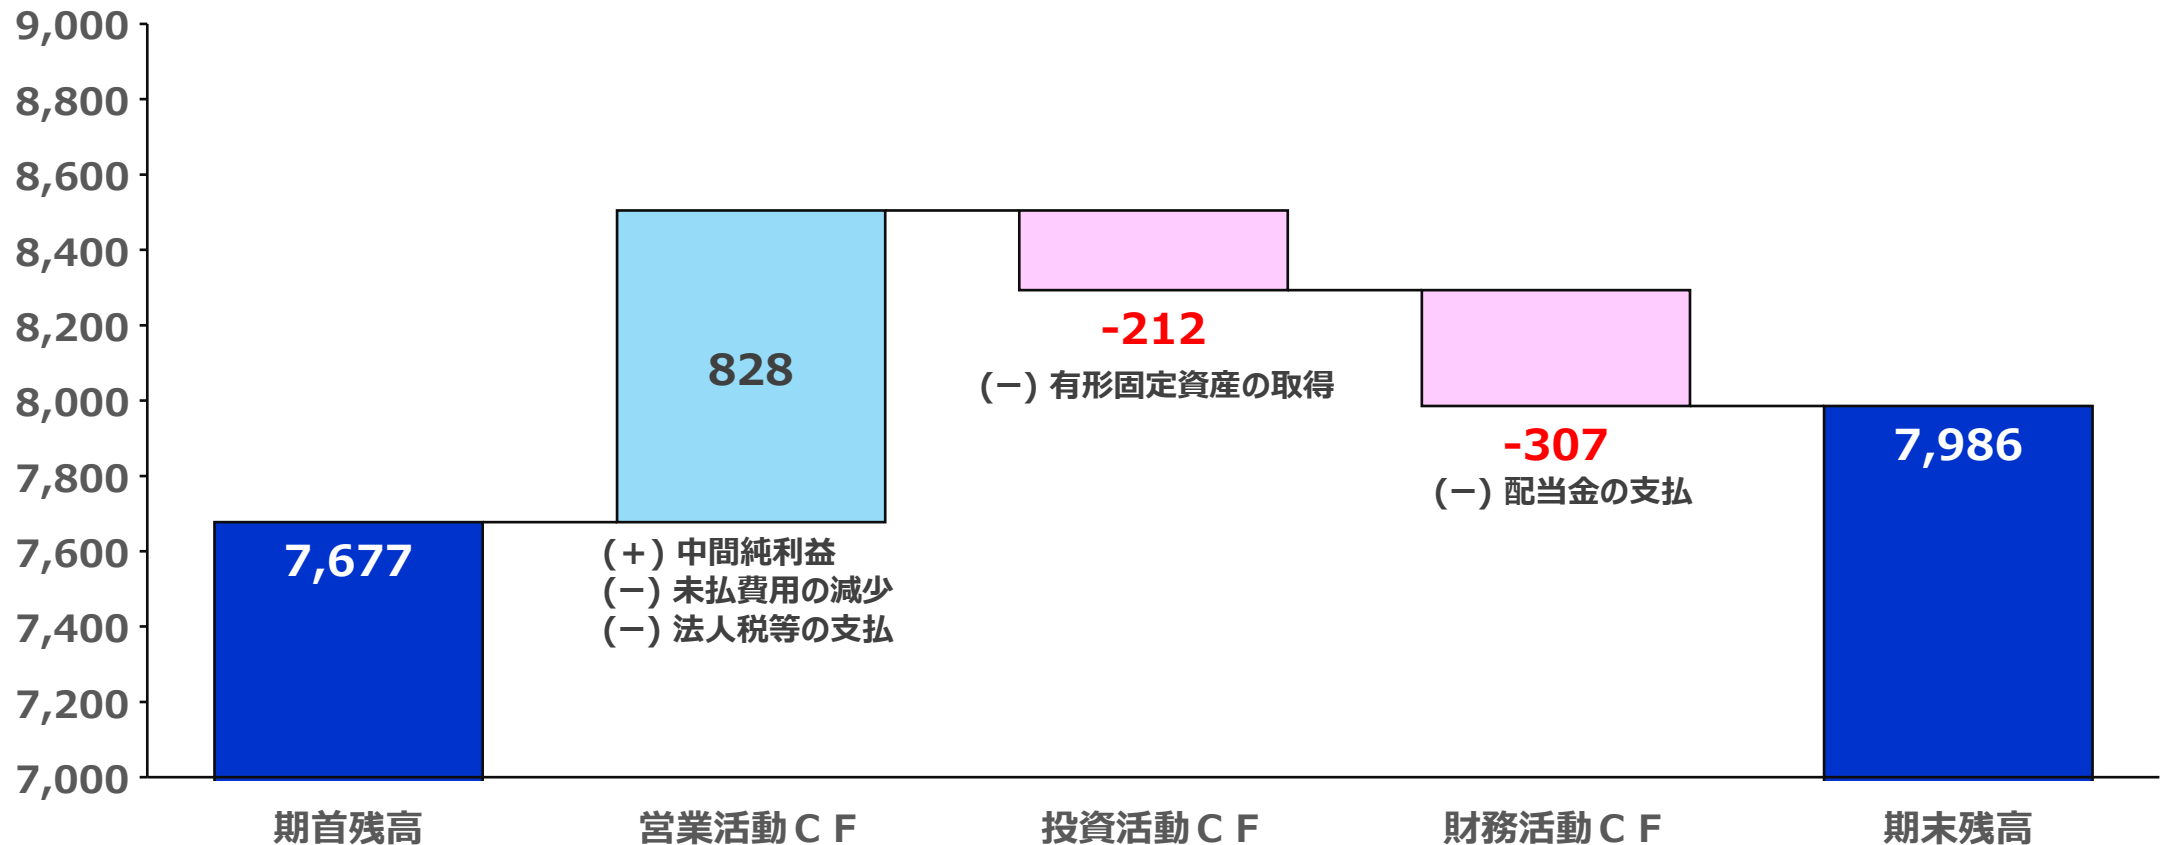 9,000
8,800
8,600
8,400
8,200
8,000
7,800
7,600
7,400
7,200
7,000
7,677
828
(+) 中間純利益
(－) 未払費用の減少
(－) 法人税等の支払
-212
(－) 有形固定資産の取得
-307
(－) 配当金の支払
7,986
期首残高
営業活動ＣＦ
投資活動ＣＦ
財務活動ＣＦ
期末残高